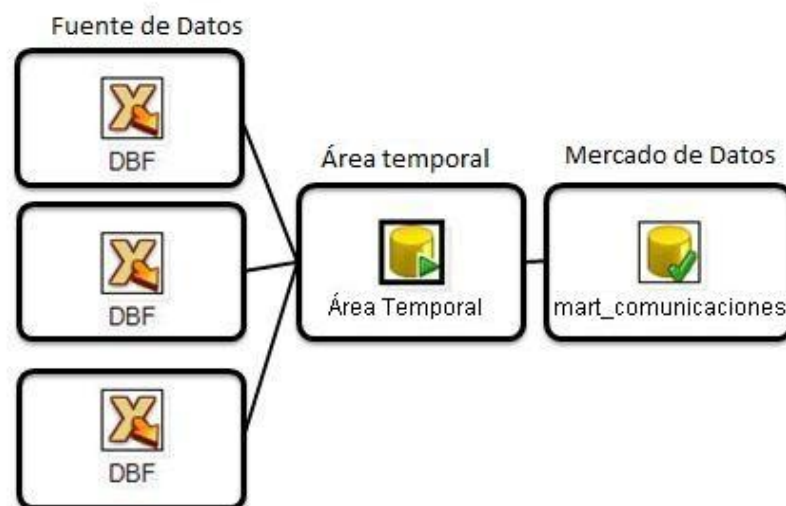 Fuente de Datos
DBF
DBF
DBF
Área temporal
Área Temporal
Mercado de Datos
mart_comunicaciones